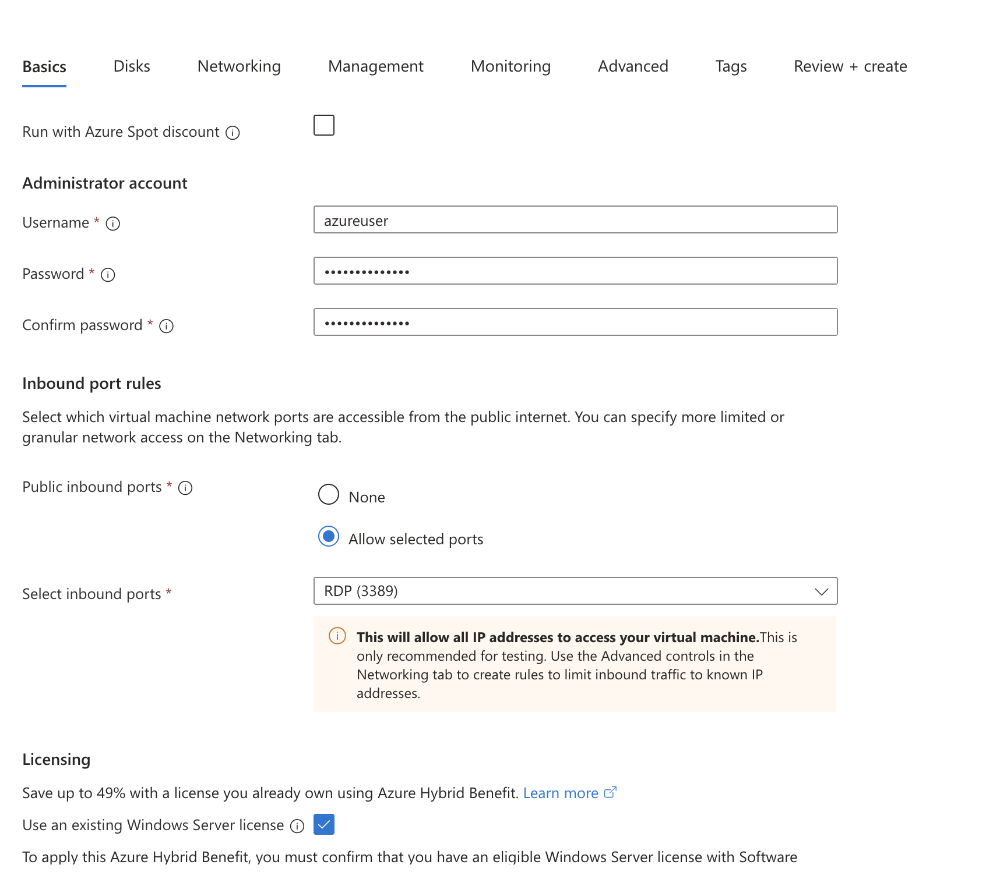 Basics Disks Networking Management Monitoring Advanced Tags Review + create
Run with Azure Spot discount
Administrator account
Username *
azureuser
Password *
••••••••••••••
Confirm password *
••••••••••••••
Inbound port rules
Select which virtual machine network ports are accessible from the public internet. You can specify more limited or
granular network access on the Networking tab.
Public inbound ports *
None
Allow selected ports
Select inbound ports *
RDP (3389)
This will allow all IP addresses to access your virtual machine.This is
only recommended for testing. Use the Advanced controls in the
Networking tab to create rules to limit inbound traffic to known IP
addresses.
Licensing
Save up to 49% with a license you already own using Azure Hybrid Benefit. Learn more
Use an existing Windows Server license
To apply this Azure Hybrid Benefit, you must confirm that you have an eligible Windows Server license with Software